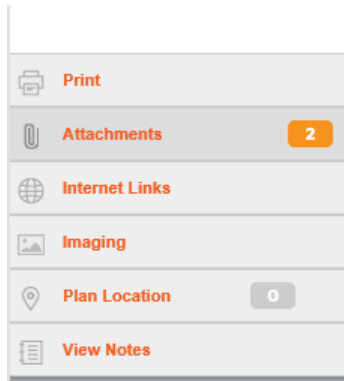 Print
Attachments 2
Internet Links
Imaging
Plan Location 0
View Notes